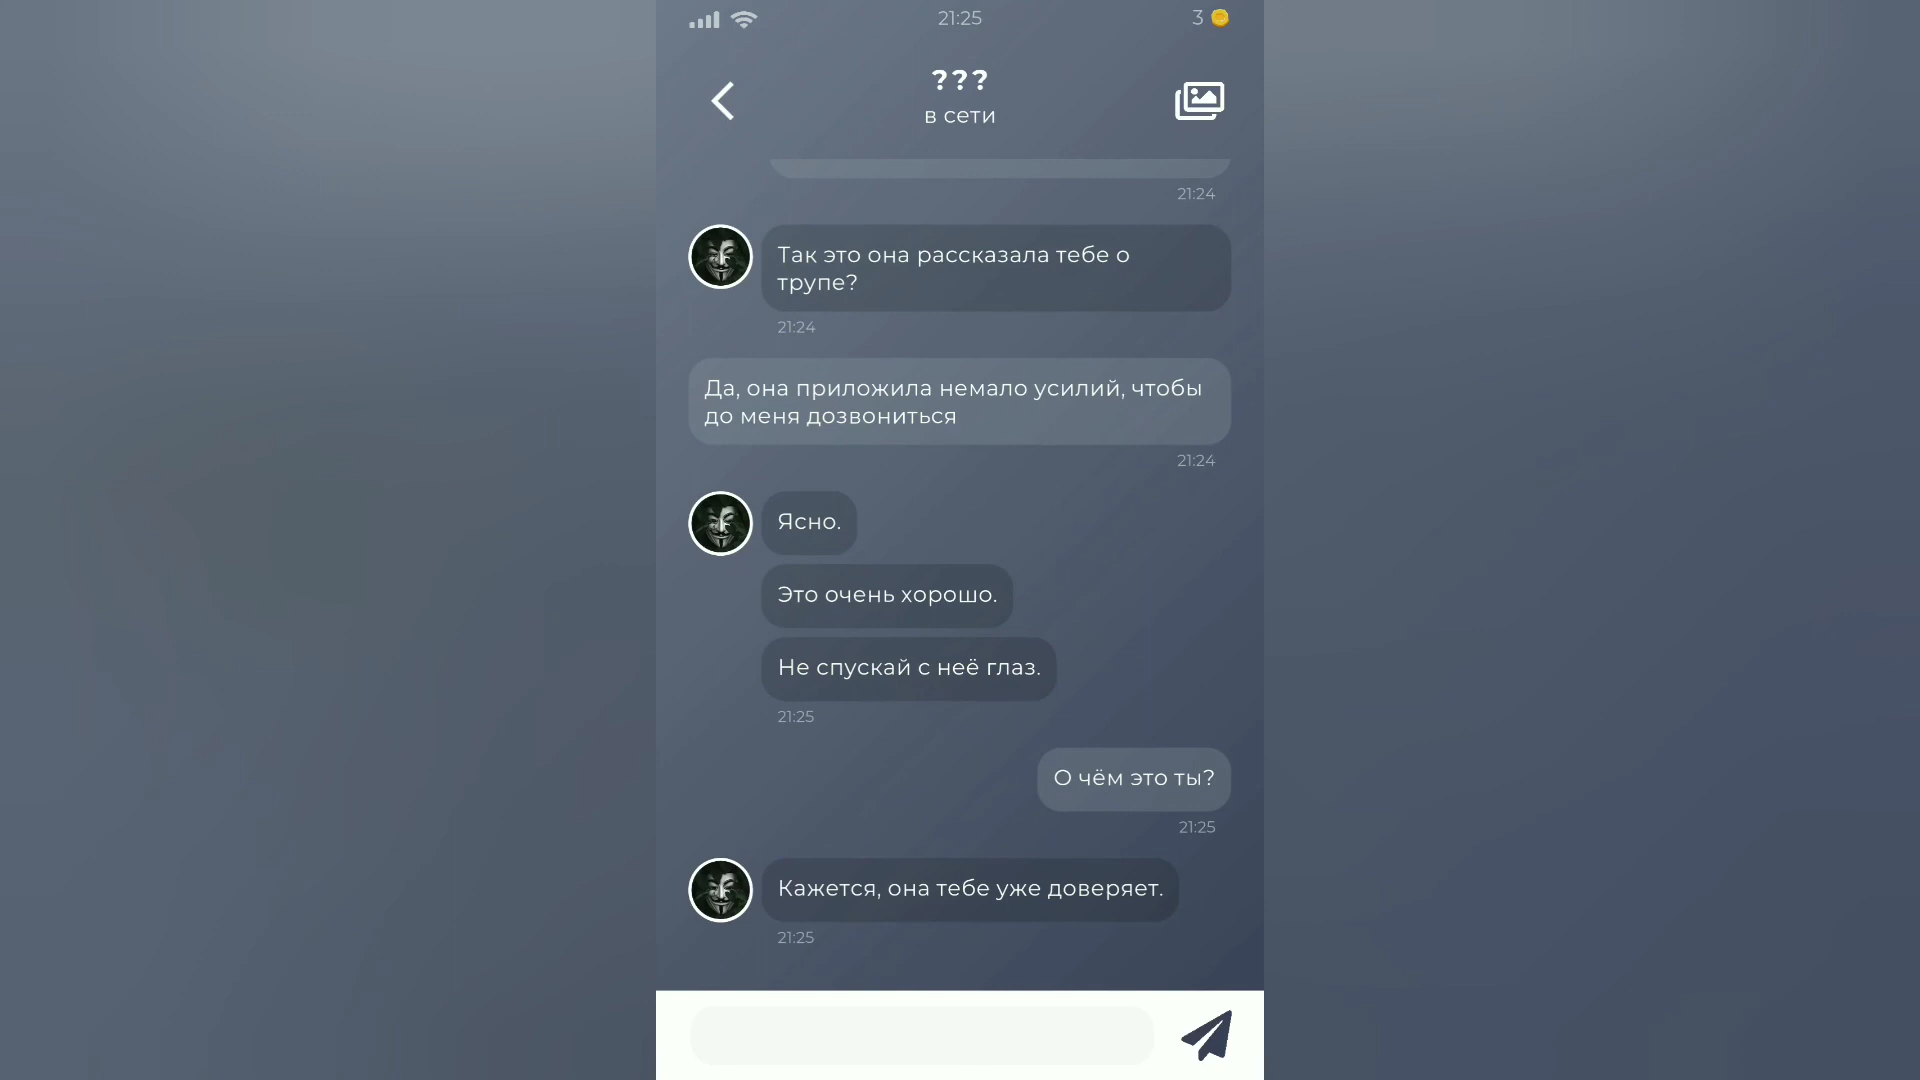 21:25
3
???
в сети
21:24
Так это она рассказала тебе о
трупе?
21:24
Да, она приложила немало усилий, чтобы
до меня дозвониться
21:24
Ясно.
Это очень хорошо.
Не спускай с неё глаз.
21:25
О чём это ты?
21:25
Кажется, она тебе уже доверяет.
21:25